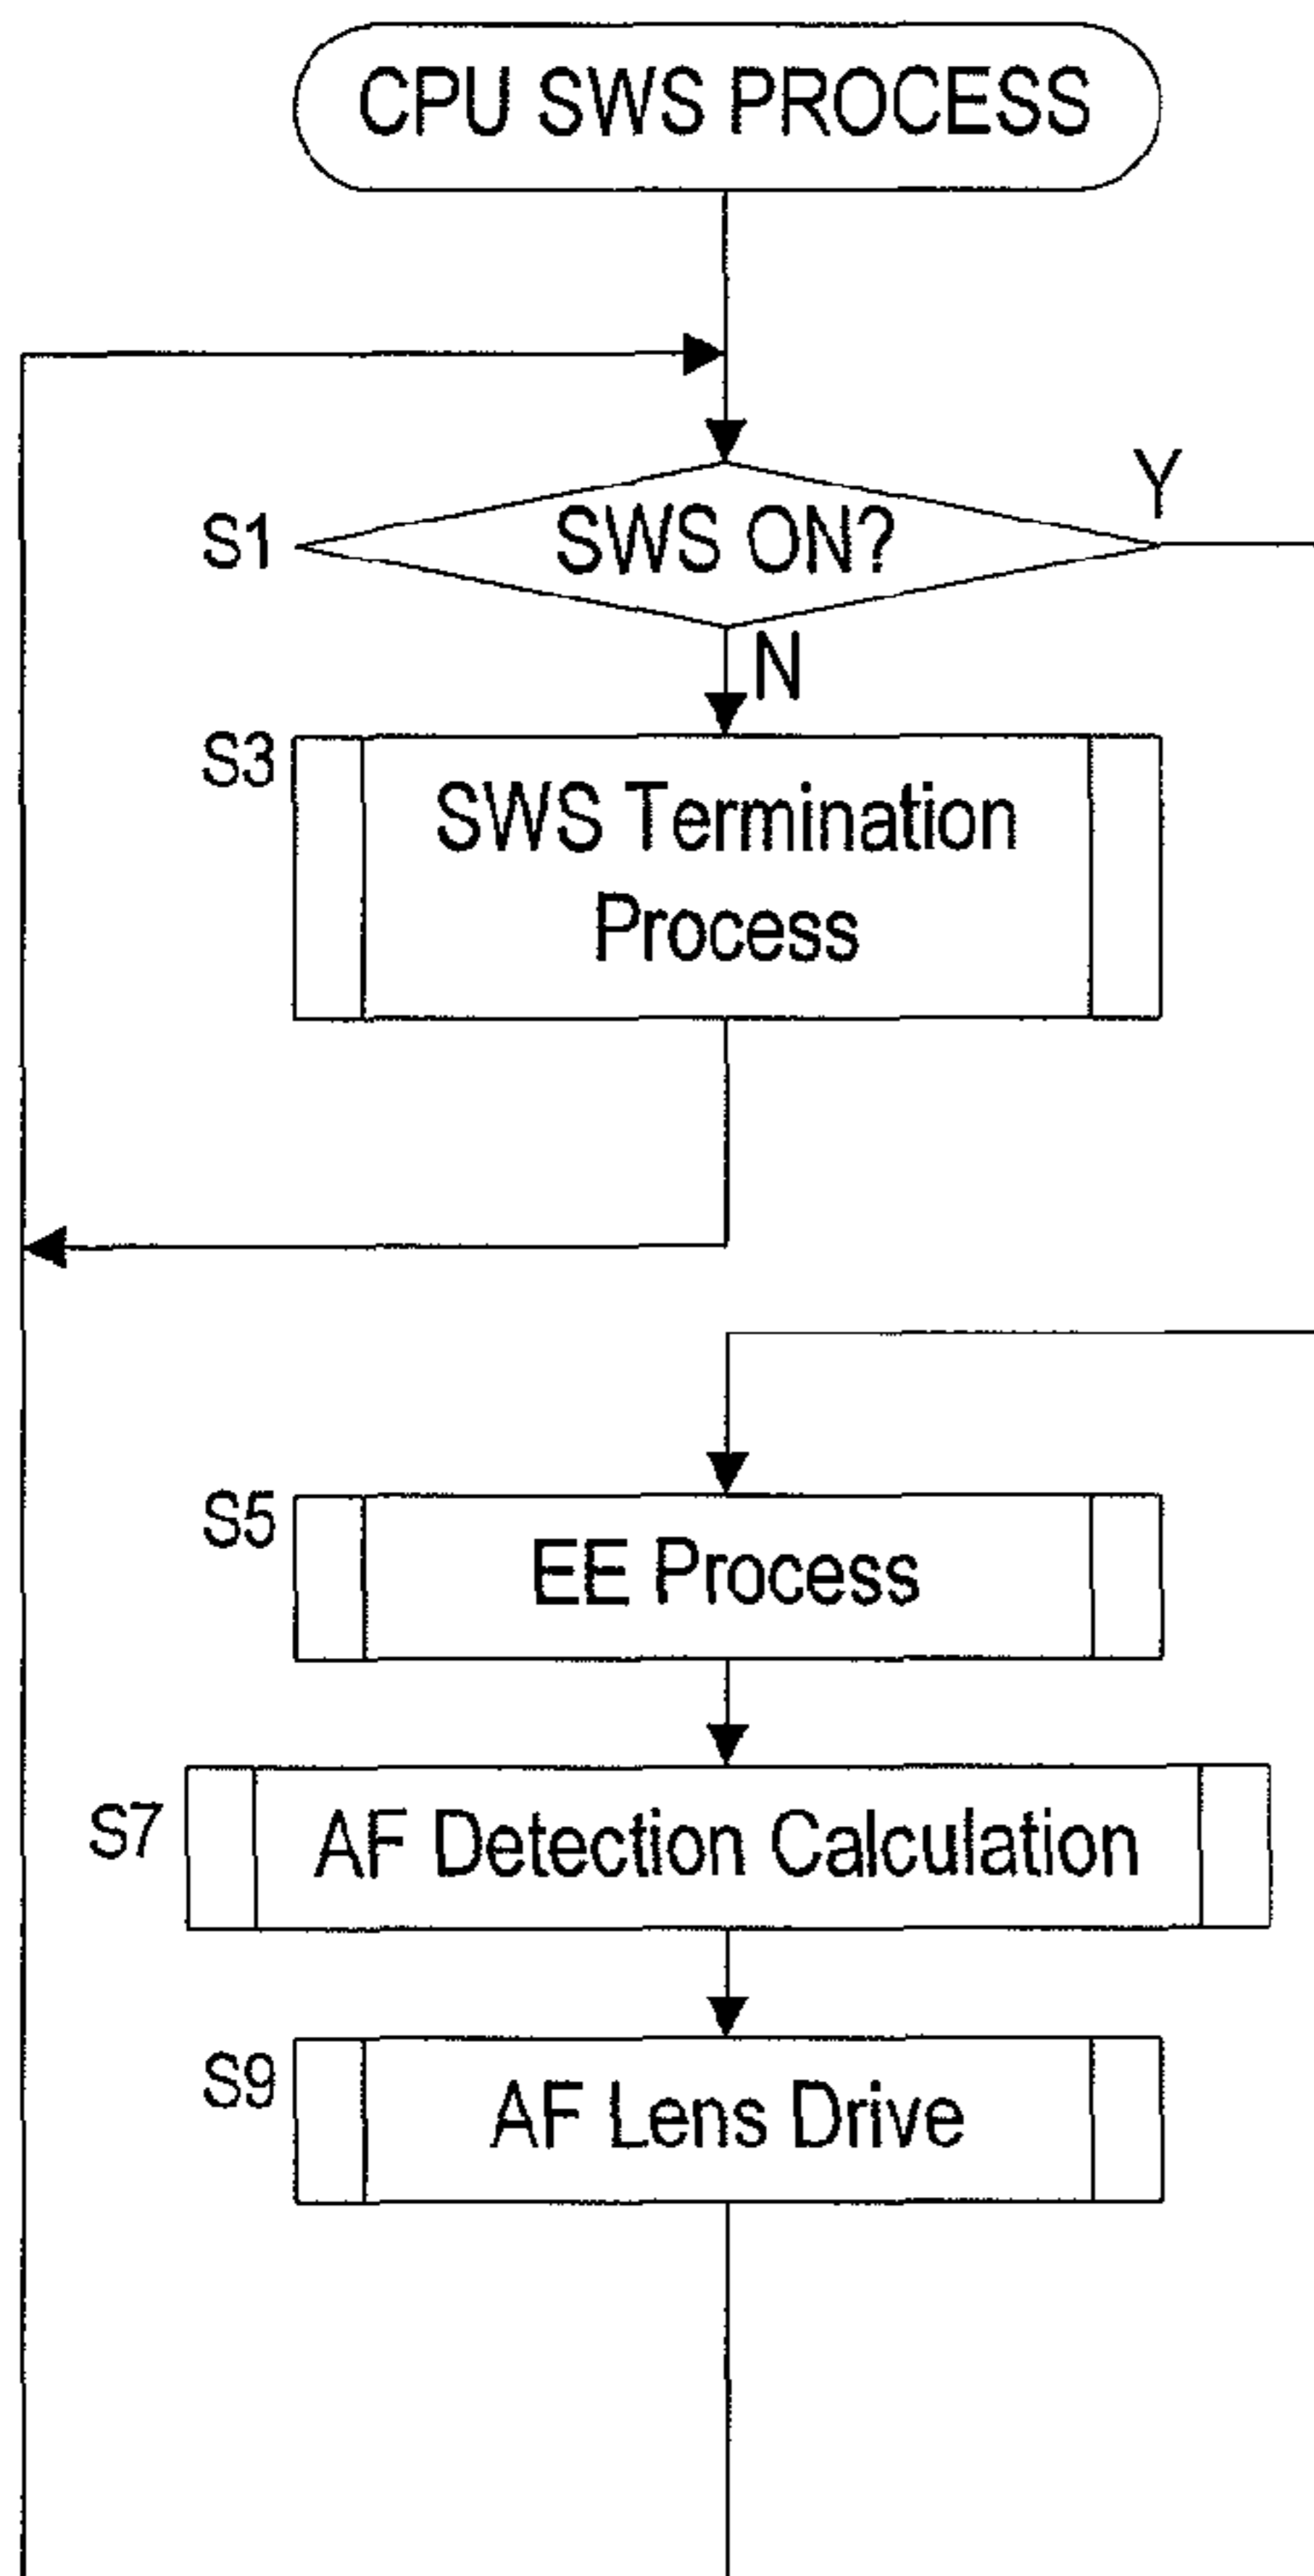 CPU SWS PROCESS
S1
SWS ON?
Y
N
S3
SWS Termination
Process
S5
EE Process
S7
AF Detection Calculation
S9
AF Lens Drive